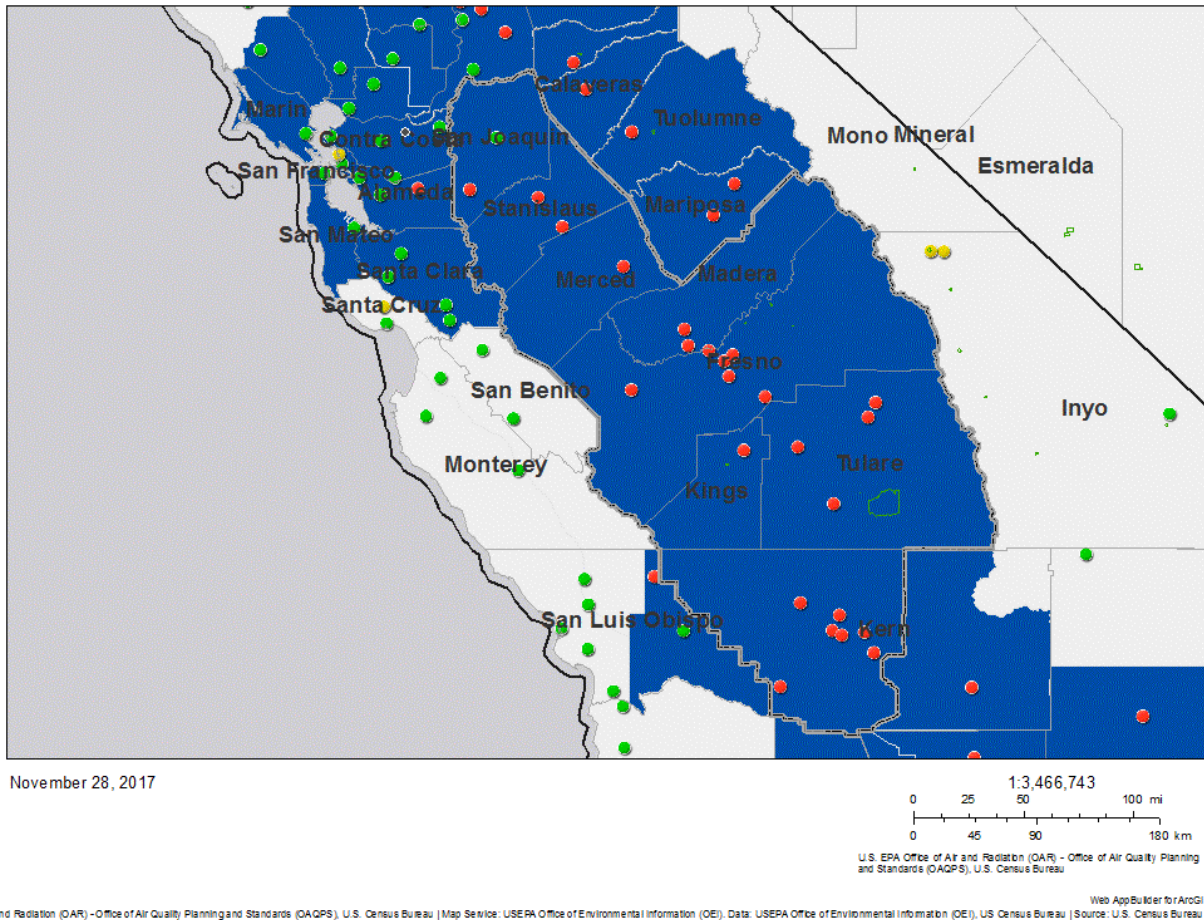 Calaveras
Marin
Tuolumne
Contra Costa
San Joaquin
Mono
Mineral
Esmeralda
San Francisco
Alameda
Stanislaus
Mariposa
San Mateo
Santa Clara
Merced
Madera
Santa Cruz
Fresno
San Benito
Inyo
Monterey
Tulare
Kings
San Luis Obispo
Kern
November 28, 2017
1:3,466,743
0 25 50 100 mi
0 45 90 180 km
U.S. EPA Office of Air and Radiation (OAR) - Office of Air Quality Planning
and Standards (OAQPS), U.S. Census Bureau
Web AppBuilder for ArcGI
nd Radiation (OAR) - Office of Air Quality Planning and Standards (OAQPS), U.S. Census Bureau | Map Service: USEPA Office of Environmental Information (OEI). Data: USEPA Office of Environmental Information (OEI), US Census Bureau | Source: U.S. Census Burea